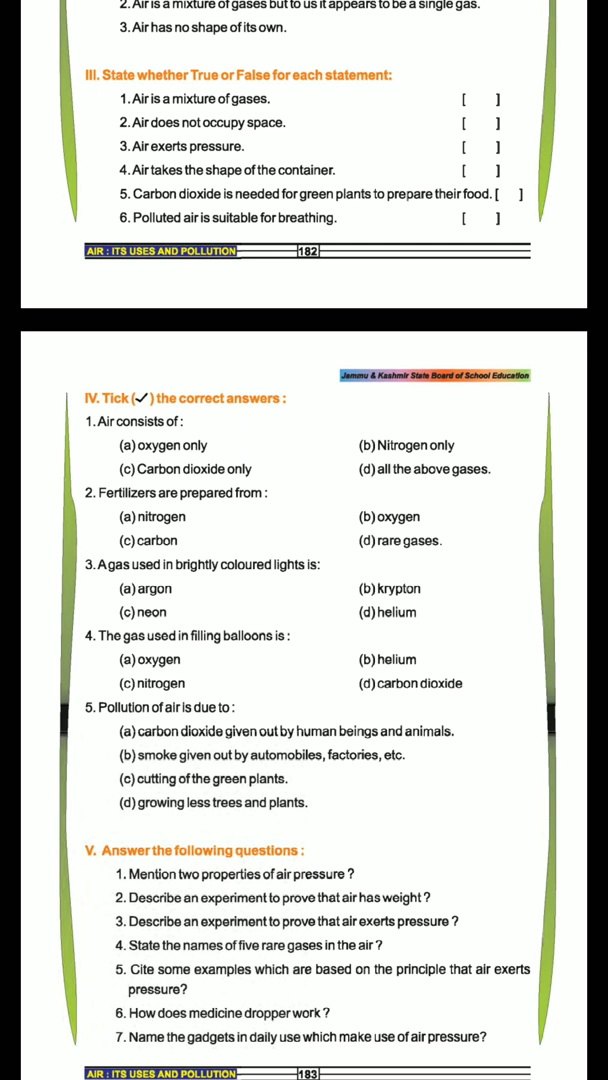 2. Air is a mixture of gases but to us it appears to be a single gas.
3. Air has no shape of its own.
III. State whether True or False for each statement:
1. Air is a mixture of gases. [ ]
2. Air does not occupy space. [ ]
3. Air exerts pressure. [ ]
4. Air takes the shape of the container. [ ]
5. Carbon dioxide is needed for green plants to prepare their food. [ ]
6. Polluted air is suitable for breathing. [ ]
AIR : ITS USES AND POLLUTION 182
Jammu & Kashmir State Board of School Education
IV. Tick (✓) the correct answers :
1. Air consists of :
(a) oxygen only (b) Nitrogen only
(c) Carbon dioxide only (d) all the above gases.
2. Fertilizers are prepared from :
(a) nitrogen (b) oxygen
(c) carbon (d) rare gases.
3. A gas used in brightly coloured lights is:
(a) argon (b) krypton
(c) neon (d) helium
4. The gas used in filling balloons is :
(a) oxygen (b) helium
(c) nitrogen (d) carbon dioxide
5. Pollution of air is due to :
(a) carbon dioxide given out by human beings and animals.
(b) smoke given out by automobiles, factories, etc.
(c) cutting of the green plants.
(d) growing less trees and plants.
V. Answer the following questions :
1. Mention two properties of air pressure ?
2. Describe an experiment to prove that air has weight ?
3. Describe an experiment to prove that air exerts pressure ?
4. State the names of five rare gases in the air ?
5. Cite some examples which are based on the principle that air exerts
pressure?
6. How does medicine dropper work ?
7. Name the gadgets in daily use which make use of air pressure?
AIR : ITS USES AND POLLUTION 183